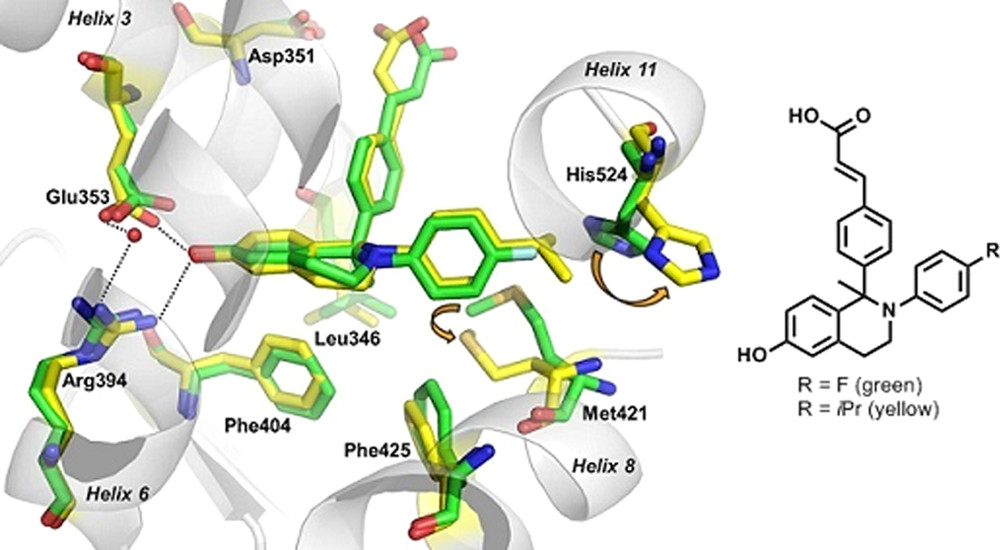 Helix 3
Asp351
Helix 11
Glu353
His524
Leu346
Arg394
Phe404
Met421
Phe425
Helix 8
Helix 6
HO
O
R
N
HO
R = F (green)
R = iPr (yellow)